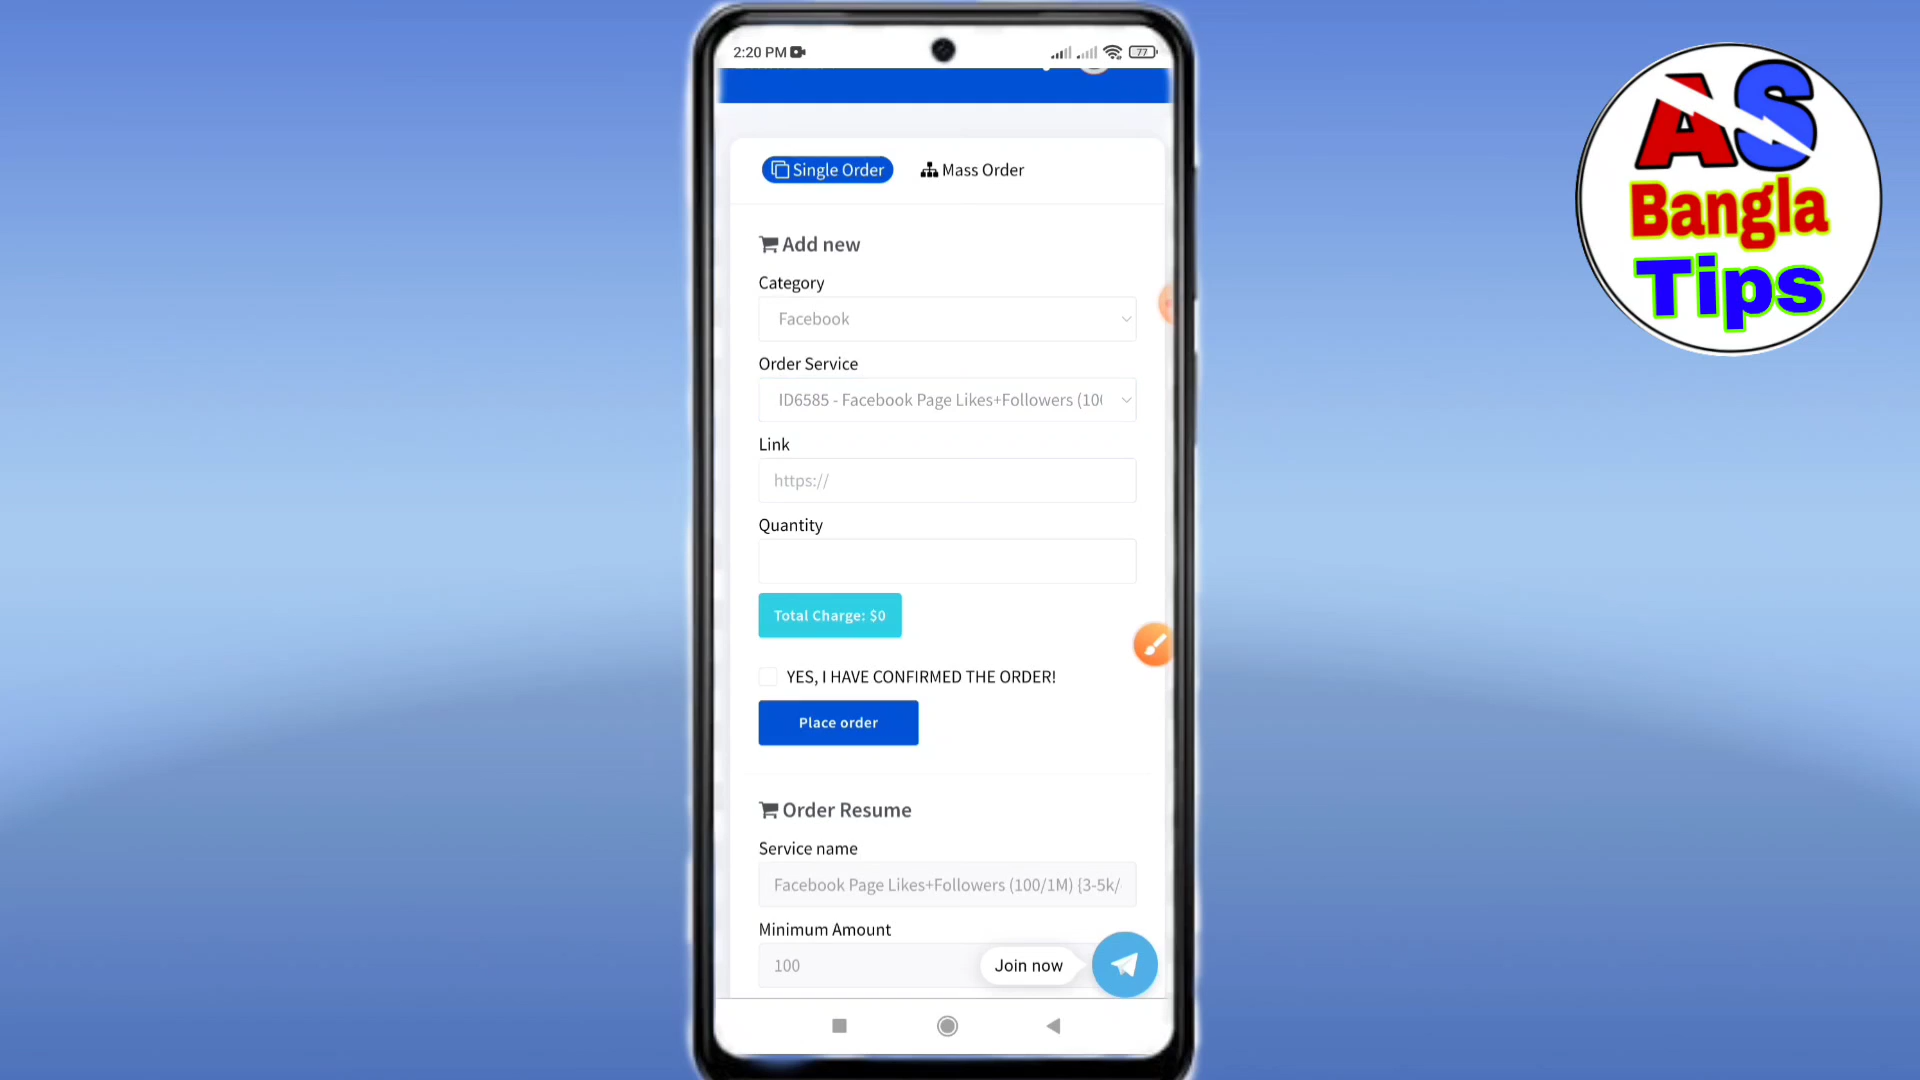 2:20 PM
77
Single Order
Mass Order
Add new
Category
Facebook
Order Service
ID6585 - Facebook Page Likes+Followers (100
Link
https://
Quantity
Total Charge: $0
YES, I HAVE CONFIRMED THE ORDER!
Place order
Order Resume
Service name
Facebook Page Likes+Followers (100/1M) {3-5k/
Minimum Amount
100
Join now
AS
Bangla
Tips